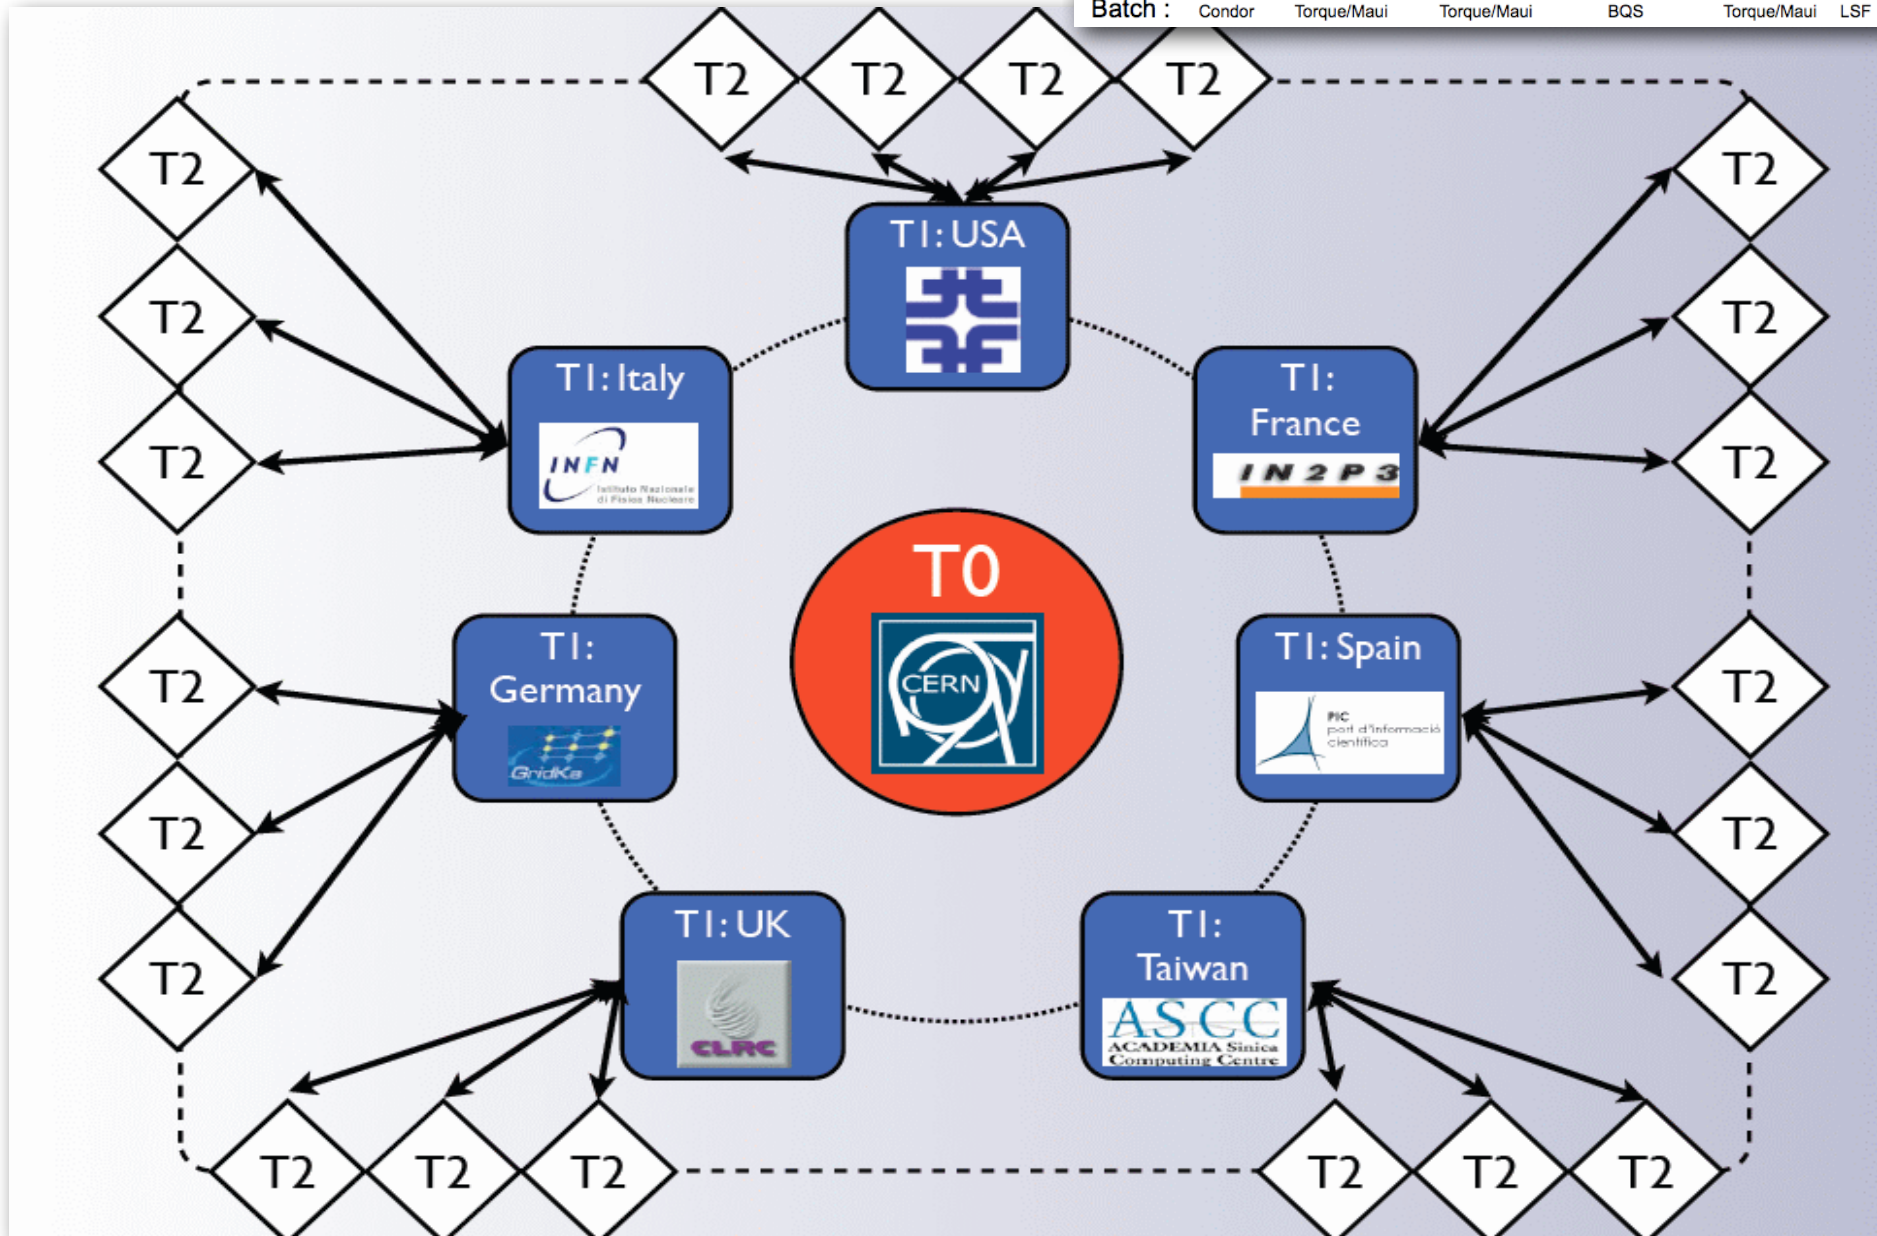 Batch : Condor Torque/Maui Torque/Maui BQS Torque/Maui LSF
T2 T2 T2 T2
T2
T2
T2
T2
T2
T2
T1: USA
T1: Italy
INFN
Istituto Nazionale
di Fisica Nucleare
T1:
France
IN2P3
T0
CERN
T1:
Germany
GridKa
T1: Spain
PIC
port d'informació
científica
T2
T2
T2
T2
T2
T2
T1: UK
CLRC
T1:
Taiwan
ASCC
ACADEMIA Sinica
Computing Centre
T2 T2 T2
T2 T2 T2